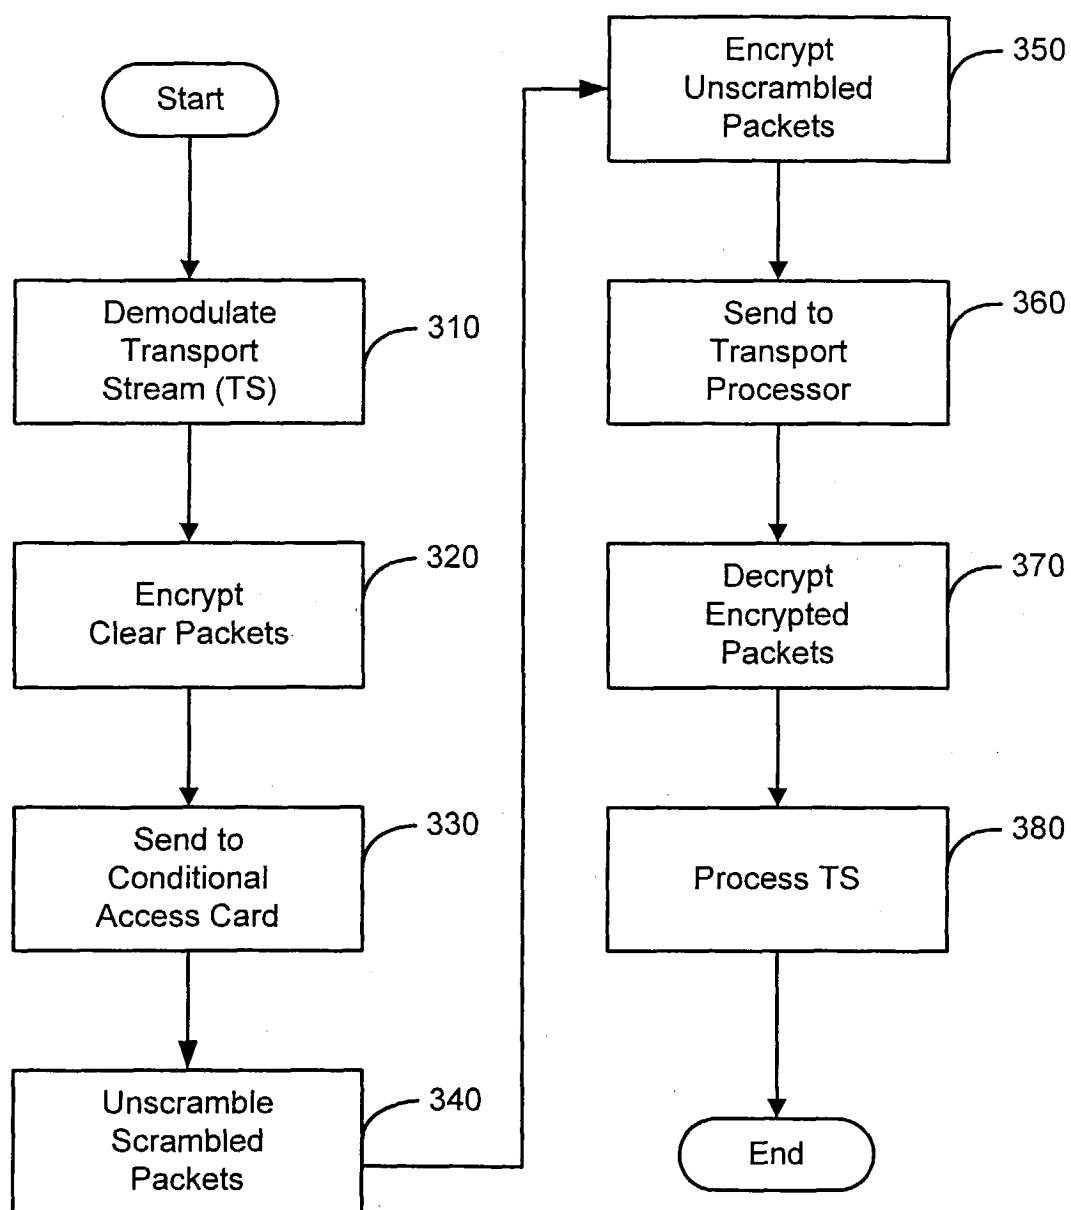 Start
Demodulate
Transport
Stream (TS)
310
Encrypt
Clear Packets
320
Send to
Conditional
Access Card
330
Unscramble
Scrambled
Packets
340
Encrypt
Unscrambled
Packets
350
Send to
Transport
Processor
360
Decrypt
Encrypted
Packets
370
Process TS
380
End